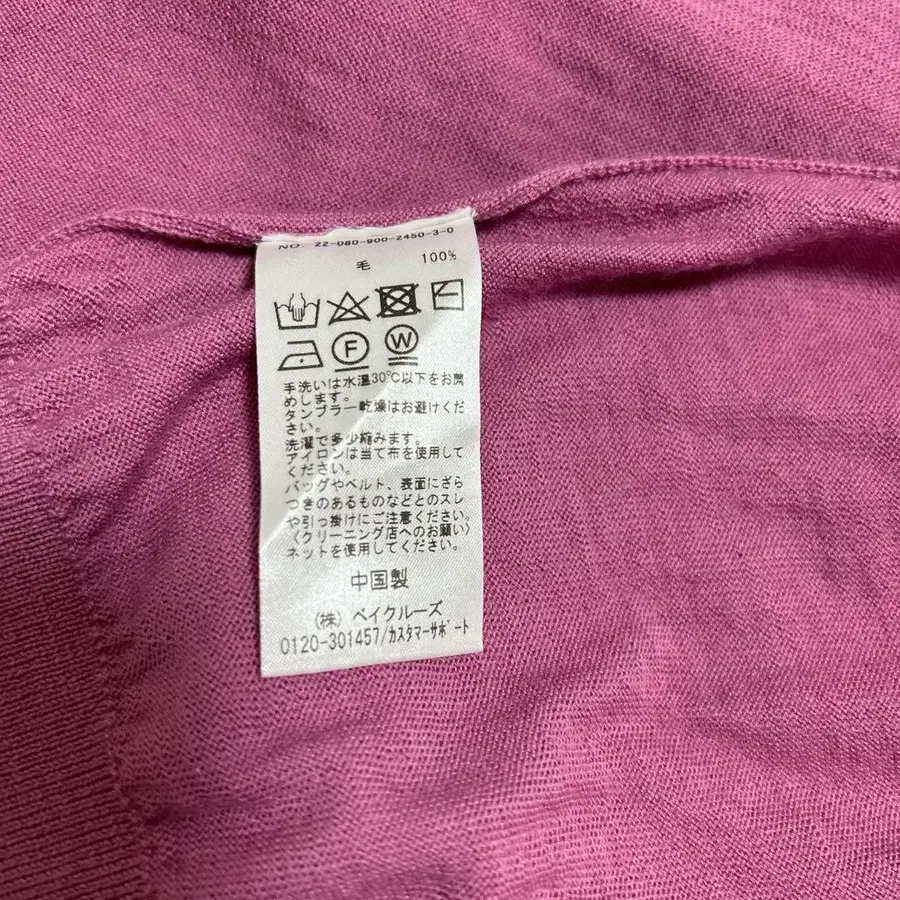 NO. 22-080-900-2450-3-0
毛 100%
F W
手洗いは水温30℃以下をお薦
めします。
タンブラー乾燥はお避けくだ
さい。
洗濯で多少縮みます。
アイロンは当て布を使用して
ください。
バッグやベルト、表面にざら
つきのあるものなどとのスレ
や引っ掛けにご注意ください。
〈クリーニング店へのお願い〉
ネットを使用してください。
中国製
(株) ベイクルーズ
0120-301457/カスタマーサポート